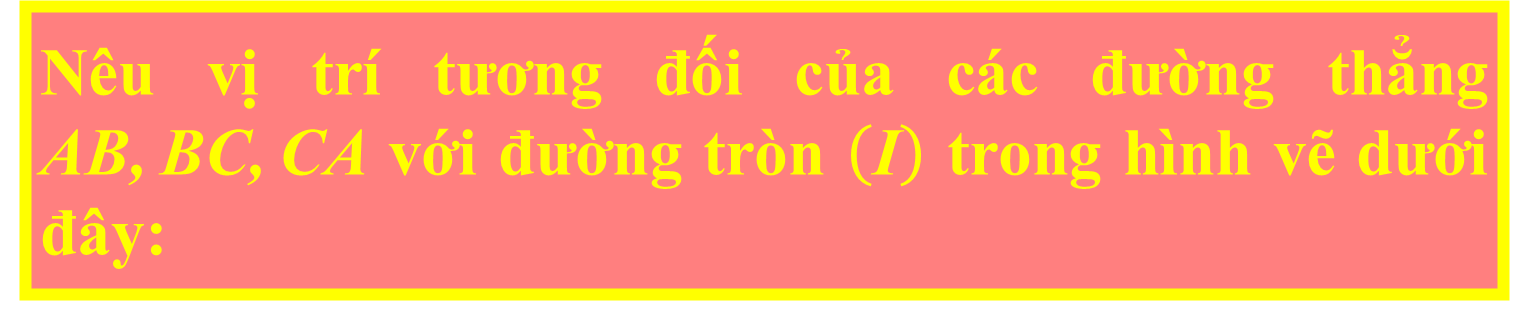 Nêu vị trí tương đối của các đường thẳng
AB, BC, CA với đường tròn (I) trong hình vẽ dưới
đây: